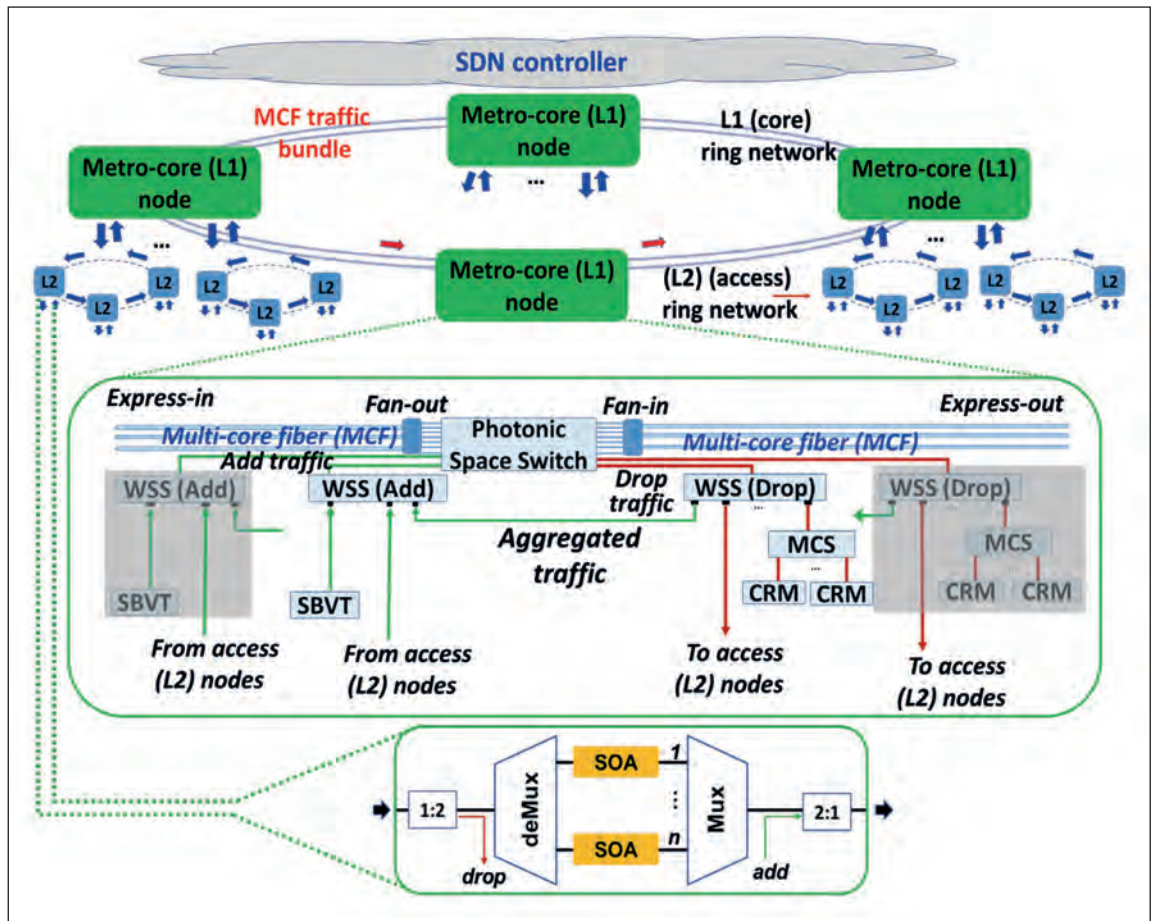 SDN controller
MCF traffic
bundle
Metro-core (L1)
node
L1 (core)
ring network
Metro-core (L1)
node
Metro-core (L1)
node
...
...
...
L2
L2
L2
L2
L2
L2
Metro-core (L1)
node
(L2) (access)
ring network
L2
L2
L2
L2
L2
L2
Express-in
Fan-out
Fan-in
Express-out
Multi-core fiber (MCF)
Photonic
Space Switch
Multi-core fiber (MCF)
Add traffic
Drop
traffic
WSS (Add)
WSS (Add)
WSS (Drop)
WSS (Drop)
...
...
Aggregated
traffic
MCS
MCS
...
...
SBVT
SBVT
CRM
CRM
CRM
CRM
From access
(L2) nodes
From access
(L2) nodes
To access
(L2) nodes
To access
(L2) nodes
1:2
deMux
SOA
1
....
SOA
n
Mux
2:1
drop
add